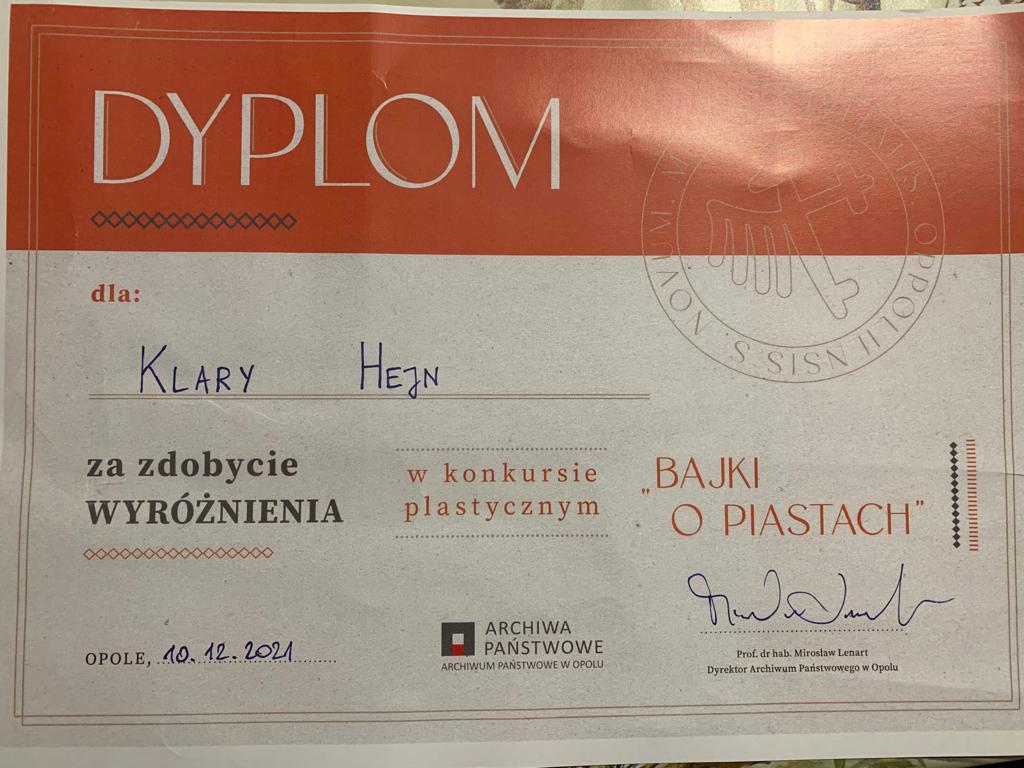 DYPLOM
dla:
KLARY HEJN
za zdobycie
WYRÓŻNIENIA
w konkursie
plastycznym
„BAJKI
O PIASTACH”
OPOLE, 10.12.2021
ARCHIWA
PAŃSTWOWE
ARCHIWUM PAŃSTWOWE W OPOLU
Prof. dr hab. Mirosław Lenart
Dyrektor Archiwum Państwowego w Opolu